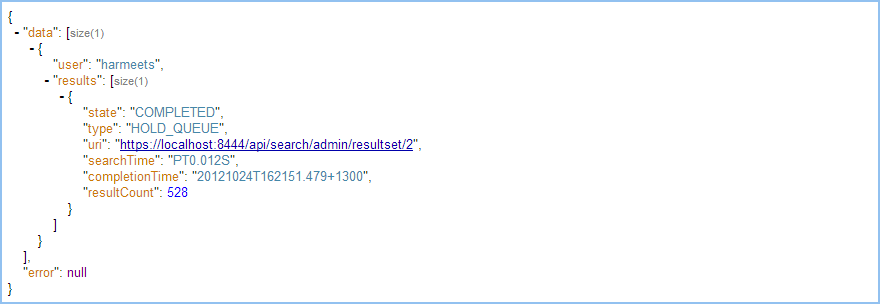 {
- "data": [size(1)
- {
"user": "harmeets",
- "results": [size(1)
- {
"state": "COMPLETED",
"type": "HOLD_QUEUE",
"uri": "https://localhost:8444/api/search/admin/resultset/2",
"searchTime": "PT0.012S",
"completionTime": "20121024T162151.479+1300",
"resultCount": 528
}
]
}
],
"error": null
}